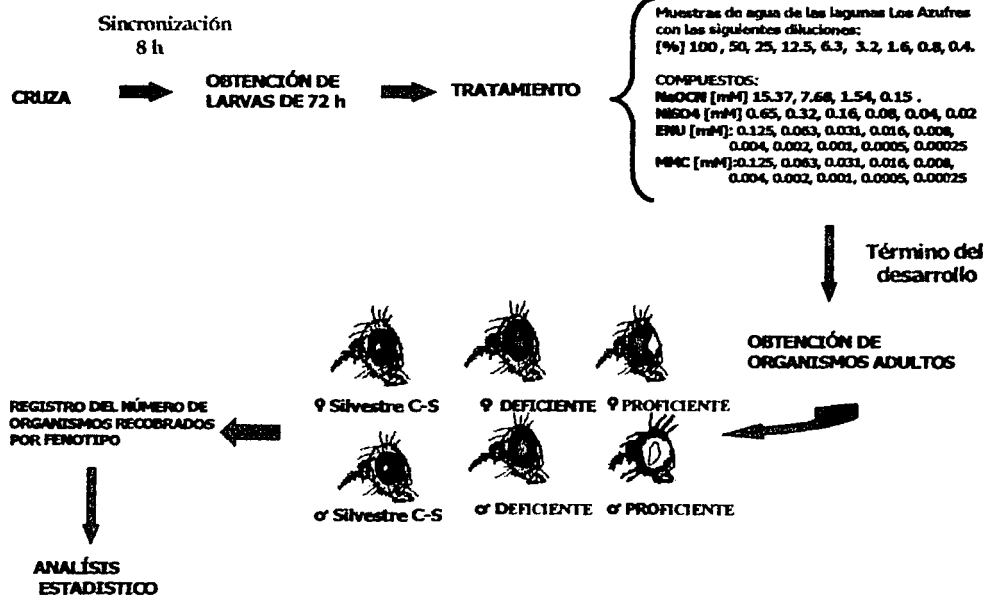 Sincronización
8 h
CRUZA
OBTENCIÓN DE
LARVAS DE 72 h
TRATAMIENTO
Muestras de agua de las lagunas Los Azufres
con las siguientes diluciones:
[%] 100 , 50, 25, 12.5, 6.3, 3.2, 1.6, 0.8, 0.4.
COMPUESTOS:
NaOCN [mM] 15.37, 7.68, 1.54, 0.15 .
NiSO4 [mM] 0.65, 0.32, 0.16, 0.08, 0.04, 0.02
ENU [mM]: 0.125, 0.063, 0.031, 0.016, 0.008,
0.004, 0.002, 0.001, 0.0005, 0.00025
MMC [mM]:0.125, 0.063, 0.031, 0.016, 0.008,
0.004, 0.002, 0.001, 0.0005, 0.00025
Término del
desarrollo
OBTENCIÓN DE
ORGANISMOS ADULTOS
♀ Silvestre C-S ♀ DEFICIENTE ♀ PROFICIENTE
♂ Silvestre C-S ♂ DEFICIENTE ♂ PROFICIENTE
REGISTRO DEL NÚMERO DE
ORGANISMOS RECOBRADOS
POR FENOTIPO
ANALÍSIS
ESTADISTICO